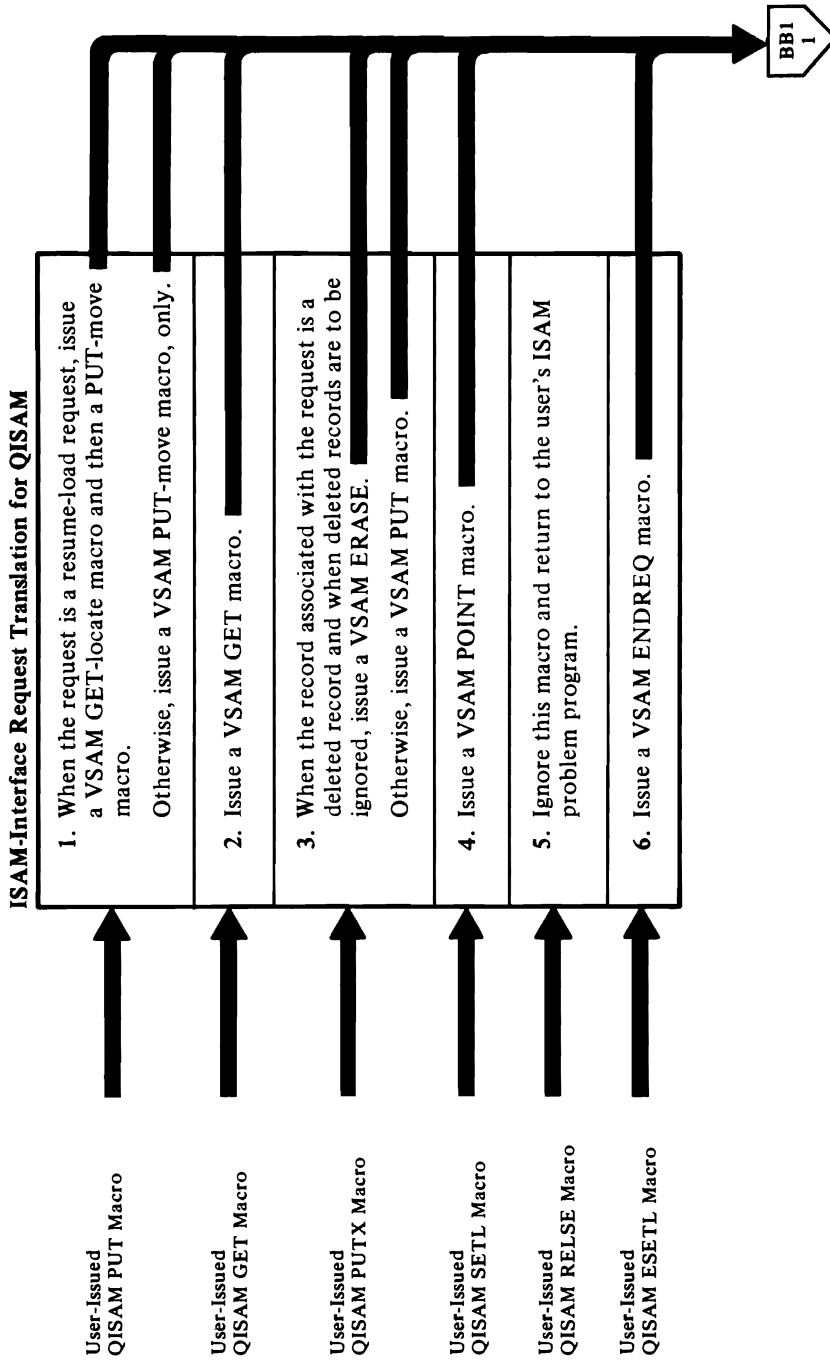 ISAM-Interface Request Translation for QISAM
User-Issued
QISAM PUT Macro
1. When the request is a resume-load request, issue
a VSAM GET-locate macro and then a PUT-move
macro.
Otherwise, issue a VSAM PUT-move macro, only.
User-Issued
QISAM GET Macro
2. Issue a VSAM GET macro.
User-Issued
QISAM PUTX Macro
3. When the record associated with the request is a
deleted record and when deleted records are to be
ignored, issue a VSAM ERASE.
Otherwise, issue a VSAM PUT macro.
User-Issued
QISAM SETL Macro
4. Issue a VSAM POINT macro.
User-Issued
QISAM RELSE Macro
5. Ignore this macro and return to the user's ISAM
problem program.
User-Issued
QISAM ESETL Macro
6. Issue a VSAM ENDREQ macro.
BB1
1